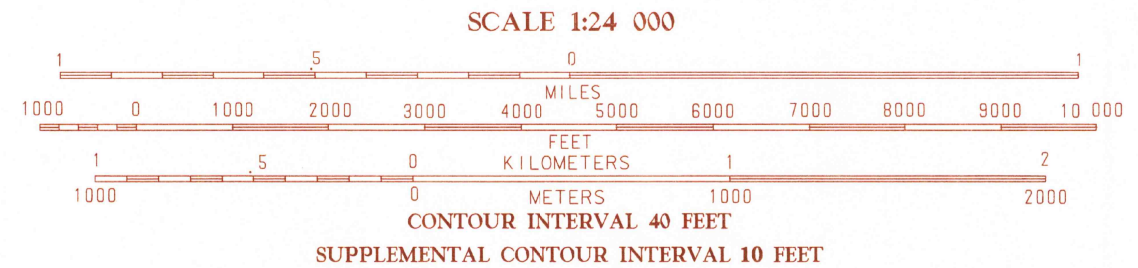 SCALE 1:24 000
1 .5 0 1
MILES
1000 0 1000 2000 3000 4000 5000 6000 7000 8000 9000 10 000
FEET
1 .5 0 KILOMETERS 1 2
1000 0 METERS 1000 2000
CONTOUR INTERVAL 40 FEET
SUPPLEMENTAL CONTOUR INTERVAL 10 FEET